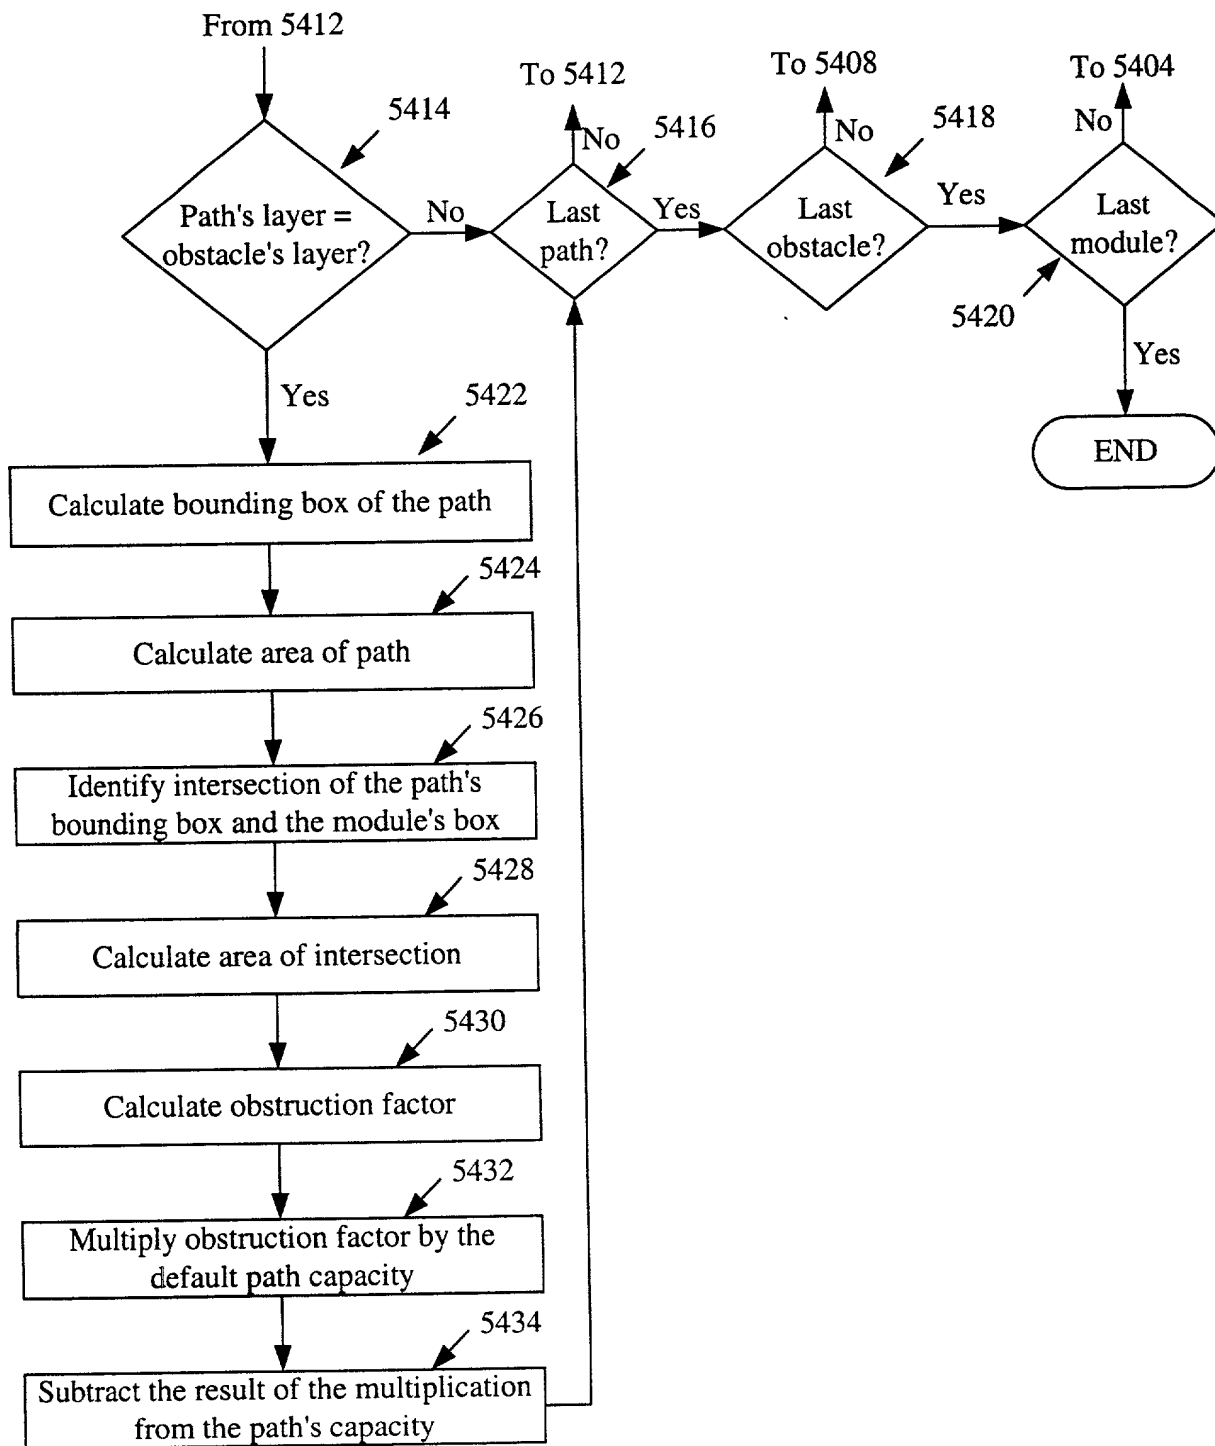 From 5412
To 5412
To 5408
To 5404
5414
No
5416
No
5418
No
Path's layer =
obstacle's layer?
No
Last
path?
Yes
Last
obstacle?
Yes
Last
module?
5420
Yes
END
Yes
5422
Calculate bounding box of the path
5424
Calculate area of path
5426
Identify intersection of the path's
bounding box and the module's box
5428
Calculate area of intersection
5430
Calculate obstruction factor
5432
Multiply obstruction factor by the
default path capacity
5434
Subtract the result of the multiplication
from the path's capacity